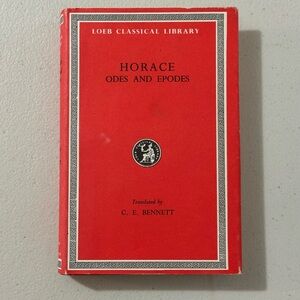 LOEB CLASSICAL LIBRARY
HORACE
ODES AND EPODES
Translated by
C. E. BENNETT